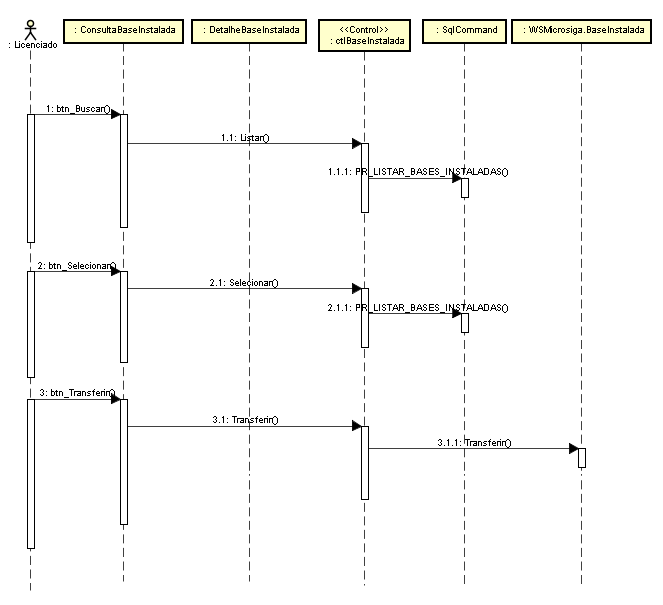 : Licenciado
: ConsultaBaseInstalada
: DetalheBaseInstalada
<<Control>>
: ctlBaseInstalada
: SqlCommand
: WSMicrosiga.BaseInstalada
1: btn_Buscar()
1.1: Listar()
1.1.1: PR_LISTAR_BASES_INSTALADAS()
2: btn_Selecionar()
2.1: Selecionar()
2.1.1: PR_LISTAR_BASES_INSTALADAS()
3: btn_Transferir()
3.1: Transferir()
3.1.1: Transferir()